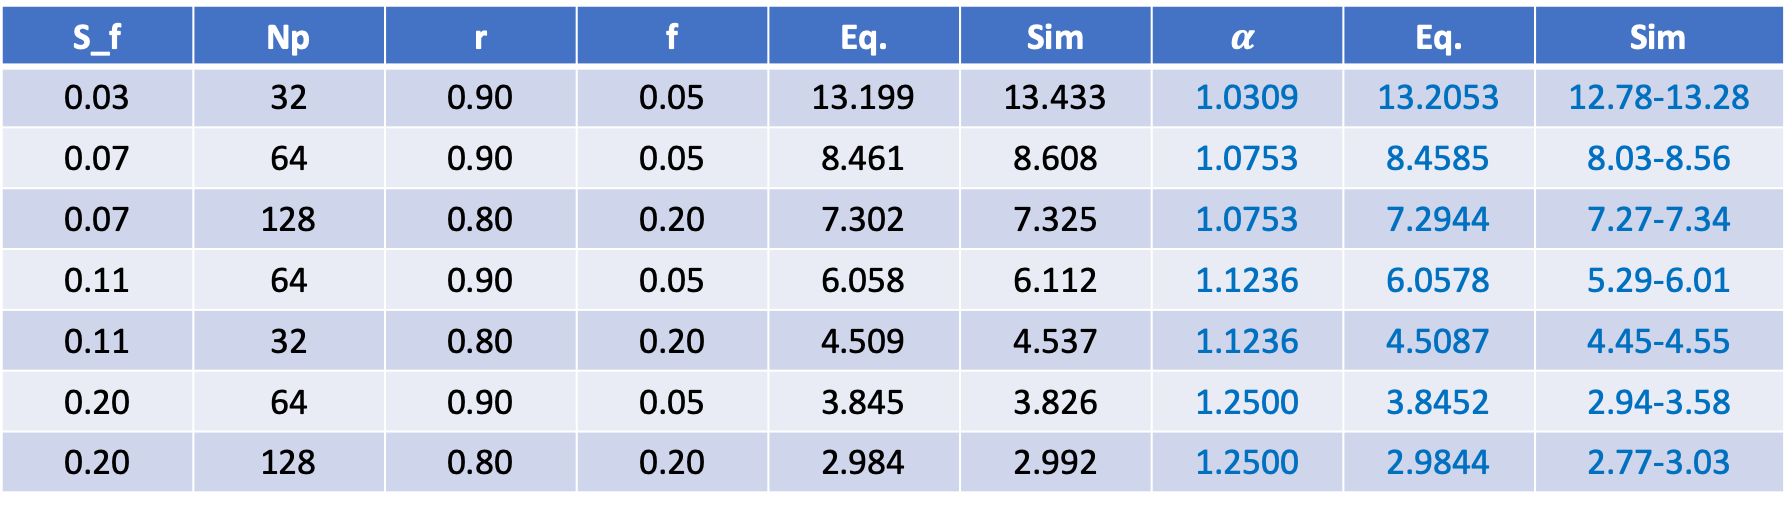 S_f Np r f Eq. Sim α Eq. Sim
0.03 32 0.90 0.05 13.199 13.433 1.0309 13.2053 12.78-13.28
0.07 64 0.90 0.05 8.461 8.608 1.0753 8.4585 8.03-8.56
0.07 128 0.80 0.20 7.302 7.325 1.0753 7.2944 7.27-7.34
0.11 64 0.90 0.05 6.058 6.112 1.1236 6.0578 5.29-6.01
0.11 32 0.80 0.20 4.509 4.537 1.1236 4.5087 4.45-4.55
0.20 64 0.90 0.05 3.845 3.826 1.2500 3.8452 2.94-3.58
0.20 128 0.80 0.20 2.984 2.992 1.2500 2.9844 2.77-3.03